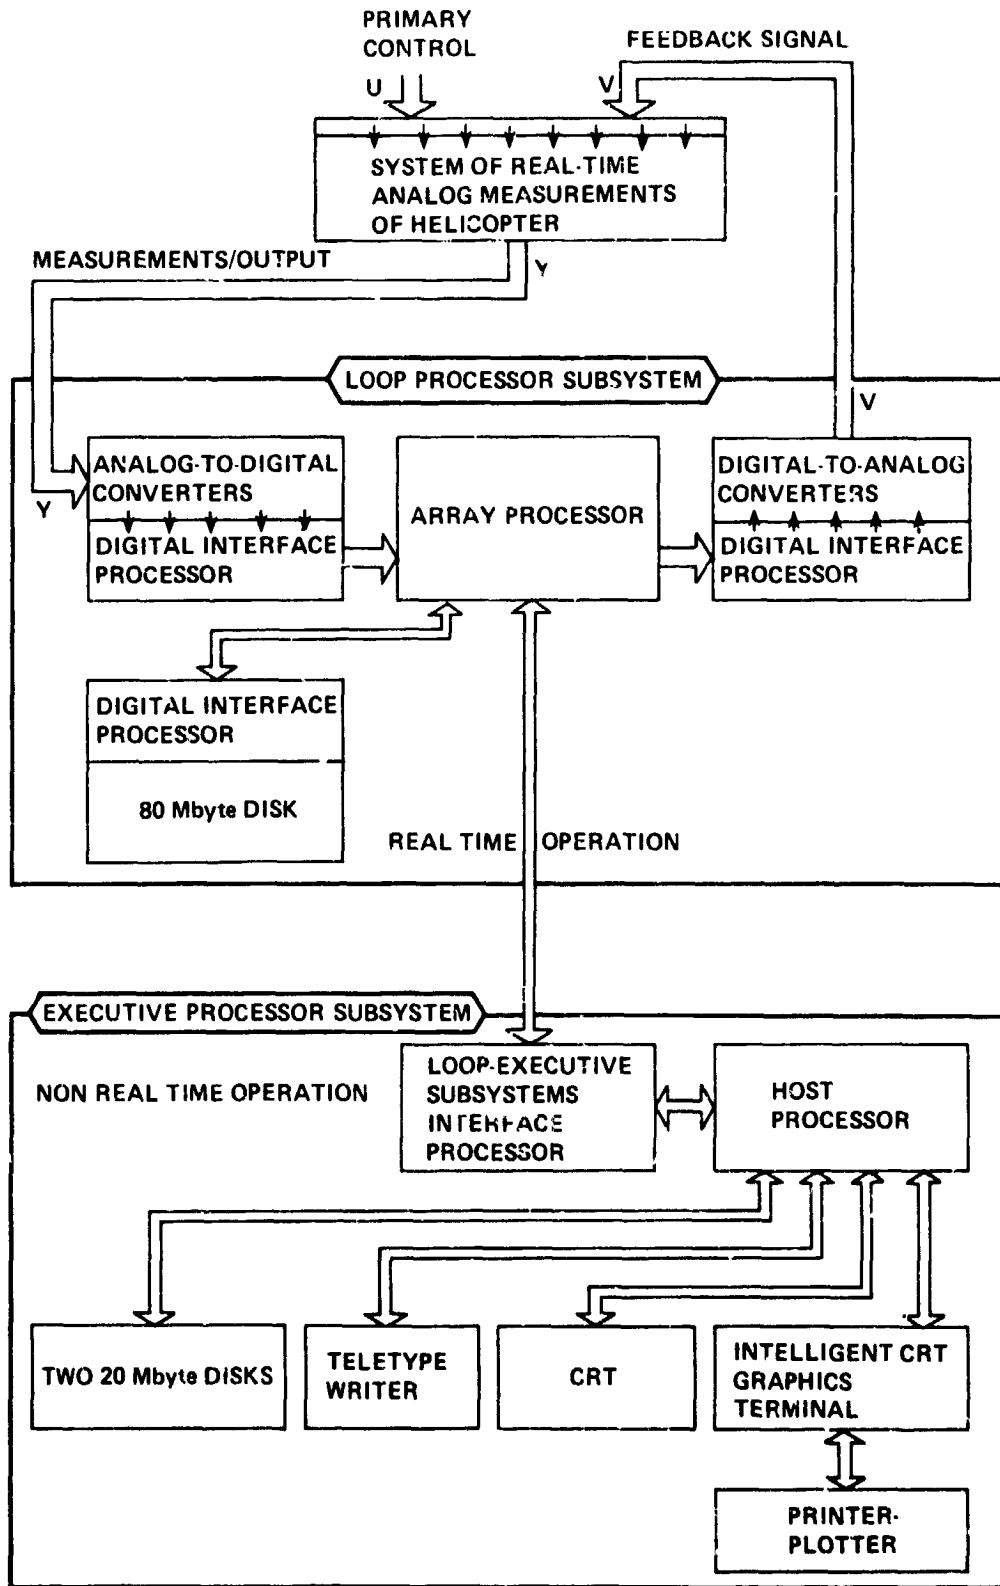 PRIMARY
CONTROL
FEEDBACK SIGNAL
U
V
SYSTEM OF REAL-TIME
ANALOG MEASUREMENTS
OF HELICOPTER
MEASUREMENTS/OUTPUT
Y
LOOP PROCESSOR SUBSYSTEM
V
ANALOG-TO-DIGITAL
CONVERTERS
Y
DIGITAL INTERFACE
PROCESSOR
ARRAY PROCESSOR
DIGITAL-TO-ANALOG
CONVERTERS
DIGITAL INTERFACE
PROCESSOR
DIGITAL INTERFACE
PROCESSOR
80 Mbyte DISK
REAL TIME OPERATION
EXECUTIVE PROCESSOR SUBSYSTEM
NON REAL TIME OPERATION
LOOP-EXECUTIVE
SUBSYSTEMS
INTERFACE
PROCESSOR
HOST
PROCESSOR
TWO 20 Mbyte DISKS
TELETYPE
WRITER
CRT
INTELLIGENT CRT
GRAPHICS
TERMINAL
PRINTER-
PLOTTER